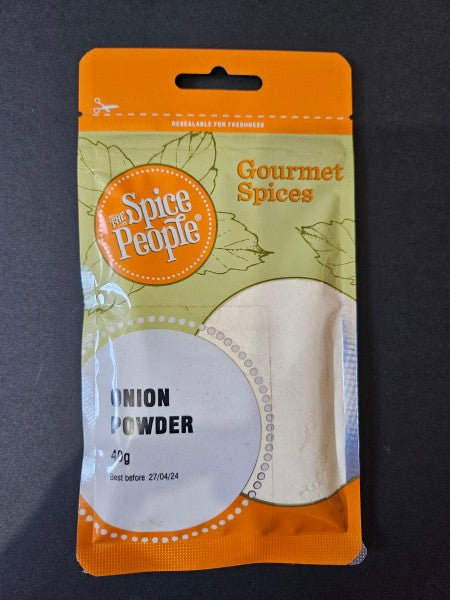 RESEALABLE FOR FRESHNESS
THE Spice
People®
Gourmet
Spices
ONION
POWDER
40g
Best before 27/04/24